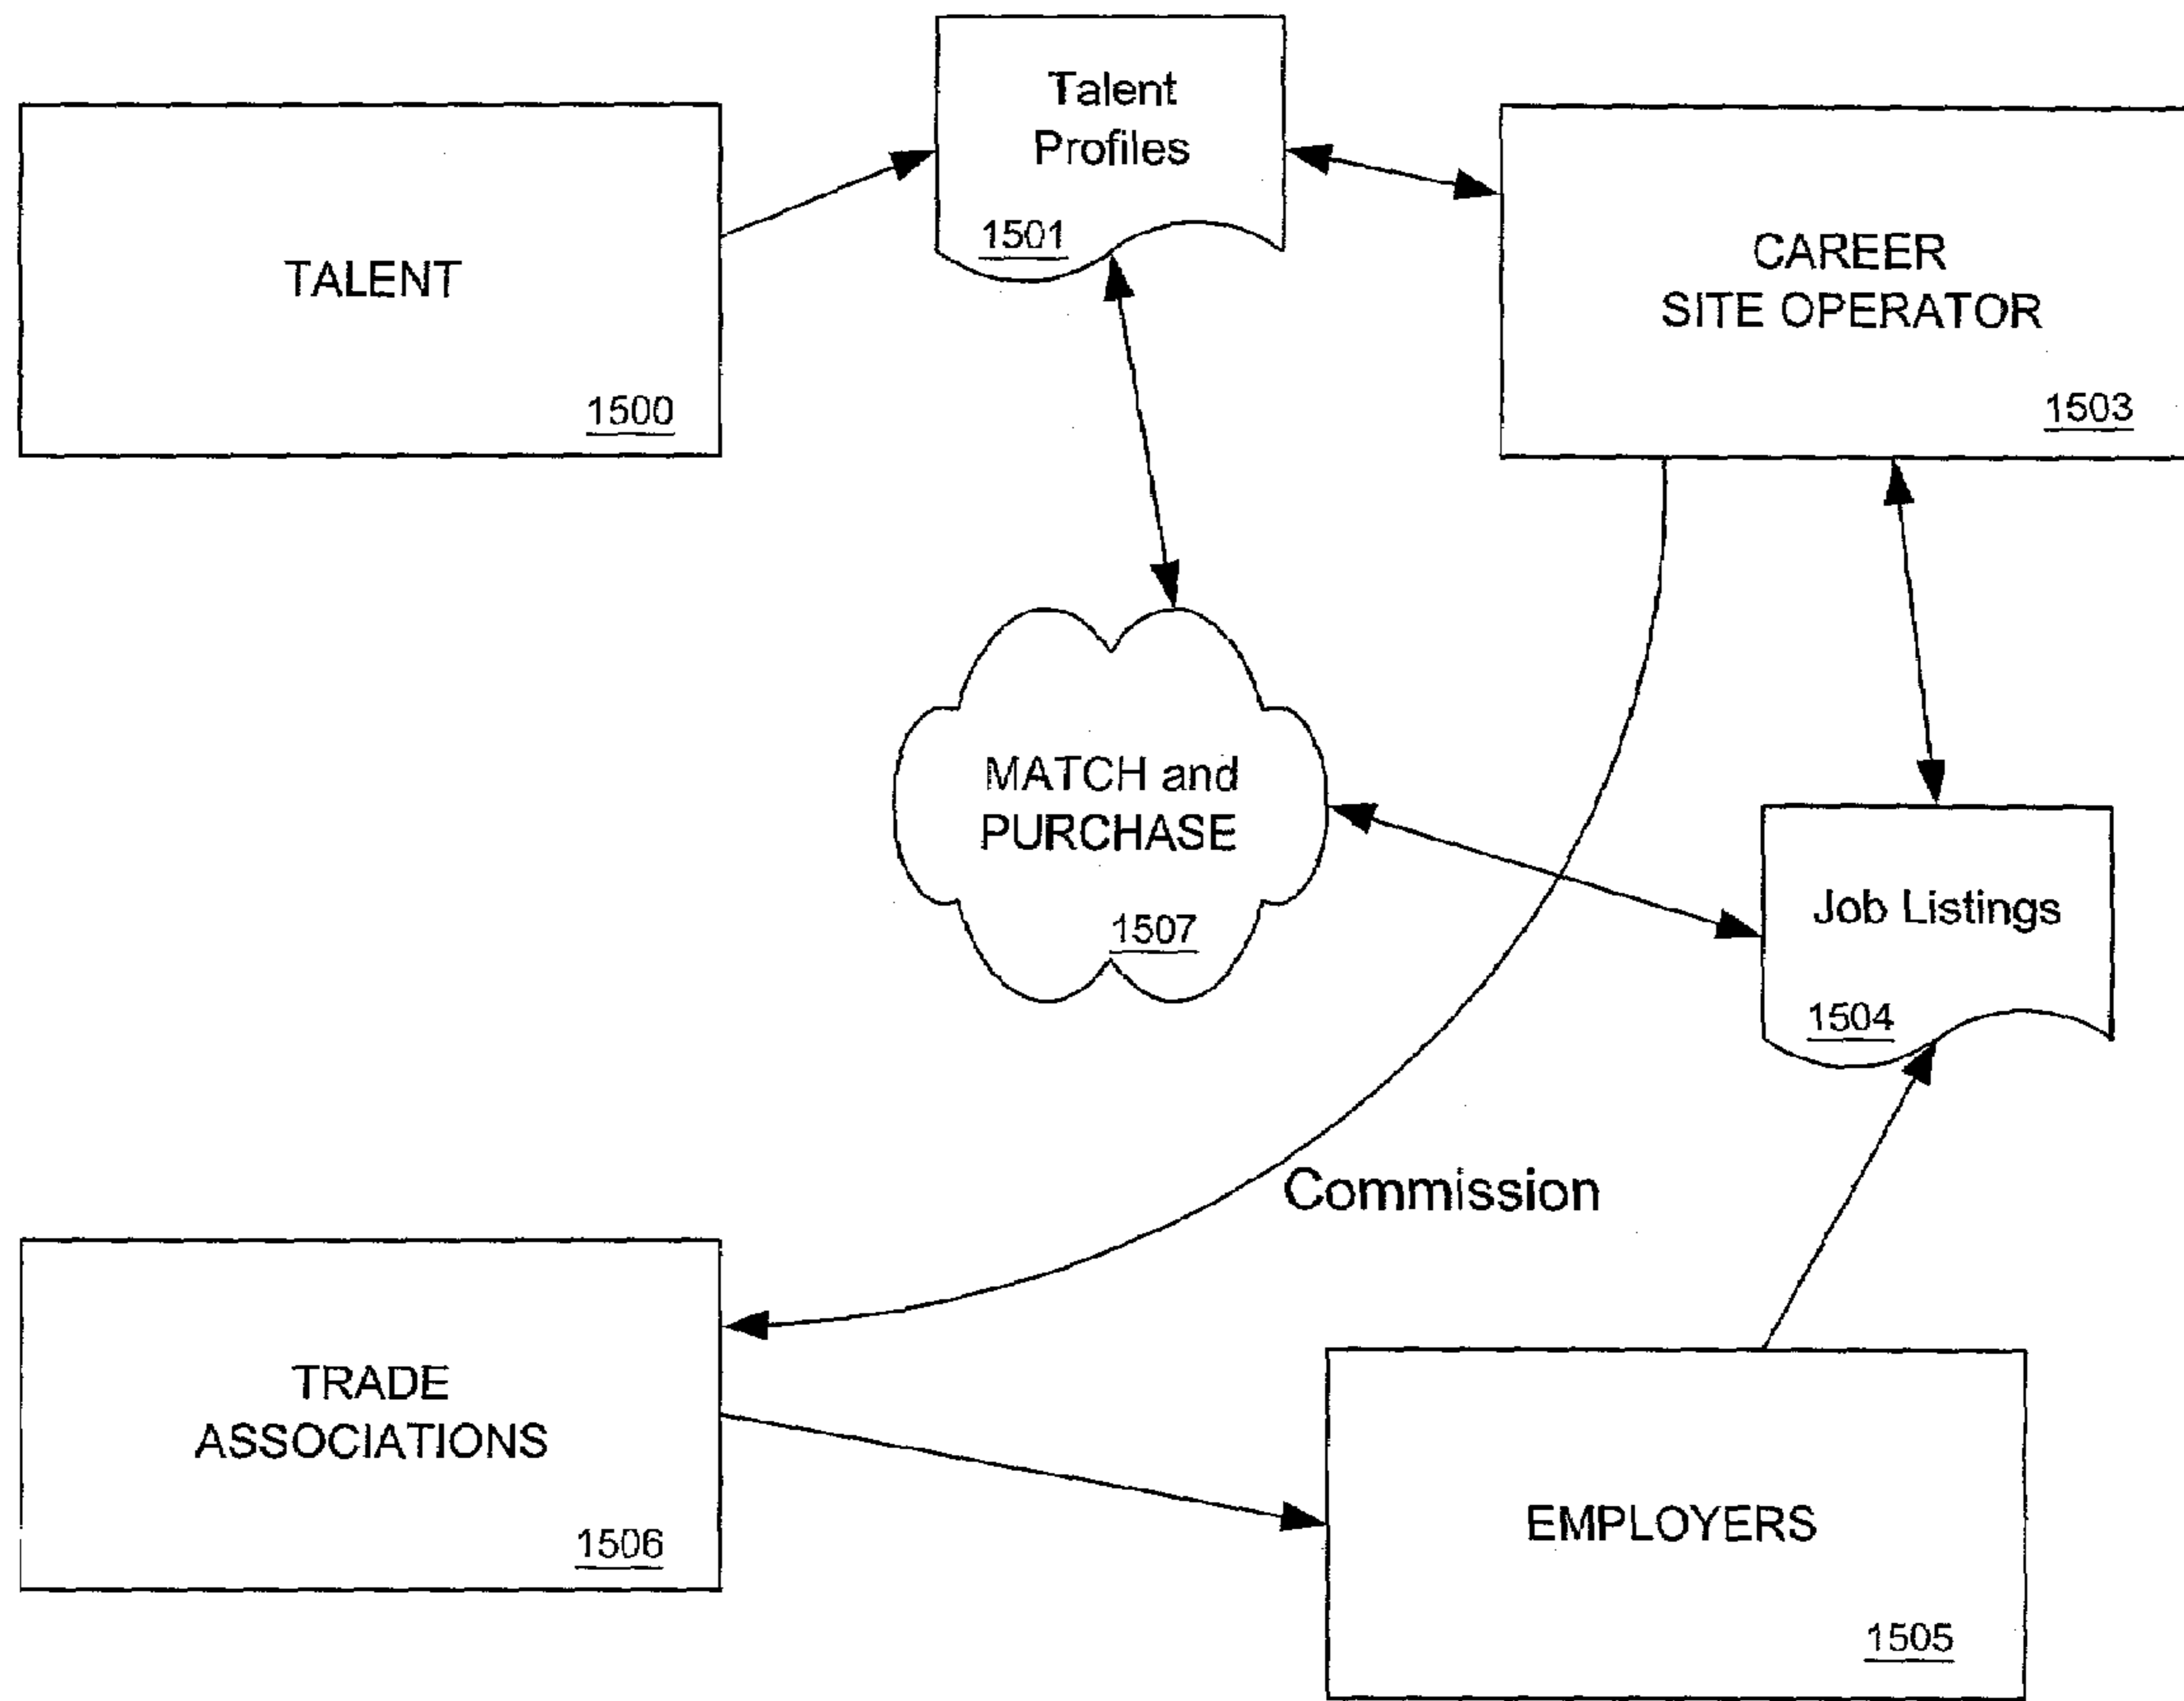 Talent
Profiles
1501
TALENT
1500
CAREER
SITE OPERATOR
1503
MATCH and
PURCHASE
1507
Job Listings
1504
Commission
TRADE
ASSOCIATIONS
1506
EMPLOYERS
1505